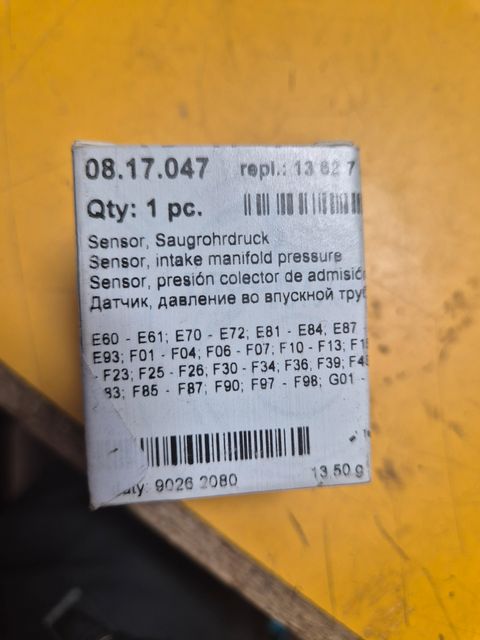 08.17.047 repl.: 13 62 7
Qty: 1 pc.
Sensor, Saugrohrdruck
Sensor, intake manifold pressure
Sensor, presión colector de admisió
Датчик, давление во впускной тру
E60 - E61; E70 - E72; E81 - E84; E87 -
E93; F01 - F04; F06 - F07; F10 - F13;
- F23; F25 - F26; F30 - F34; F36, F39;
83; F85 - F87; F90; F97 - F98; G01 -
uty: 9026 2080 13.50 g